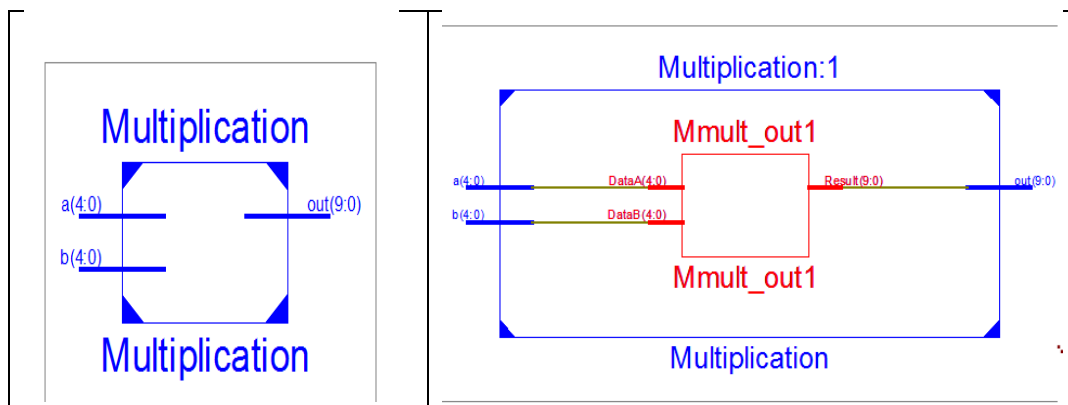 Multiplication
a(4:0)
out(9:0)
b(4:0)
Multiplication
Multiplication:1
Mmult_out1
a(4:0)
DataA(4:0)
Result(9:0)
out(9:0)
b(4:0)
DataB(4:0)
Mmult_out1
Multiplication